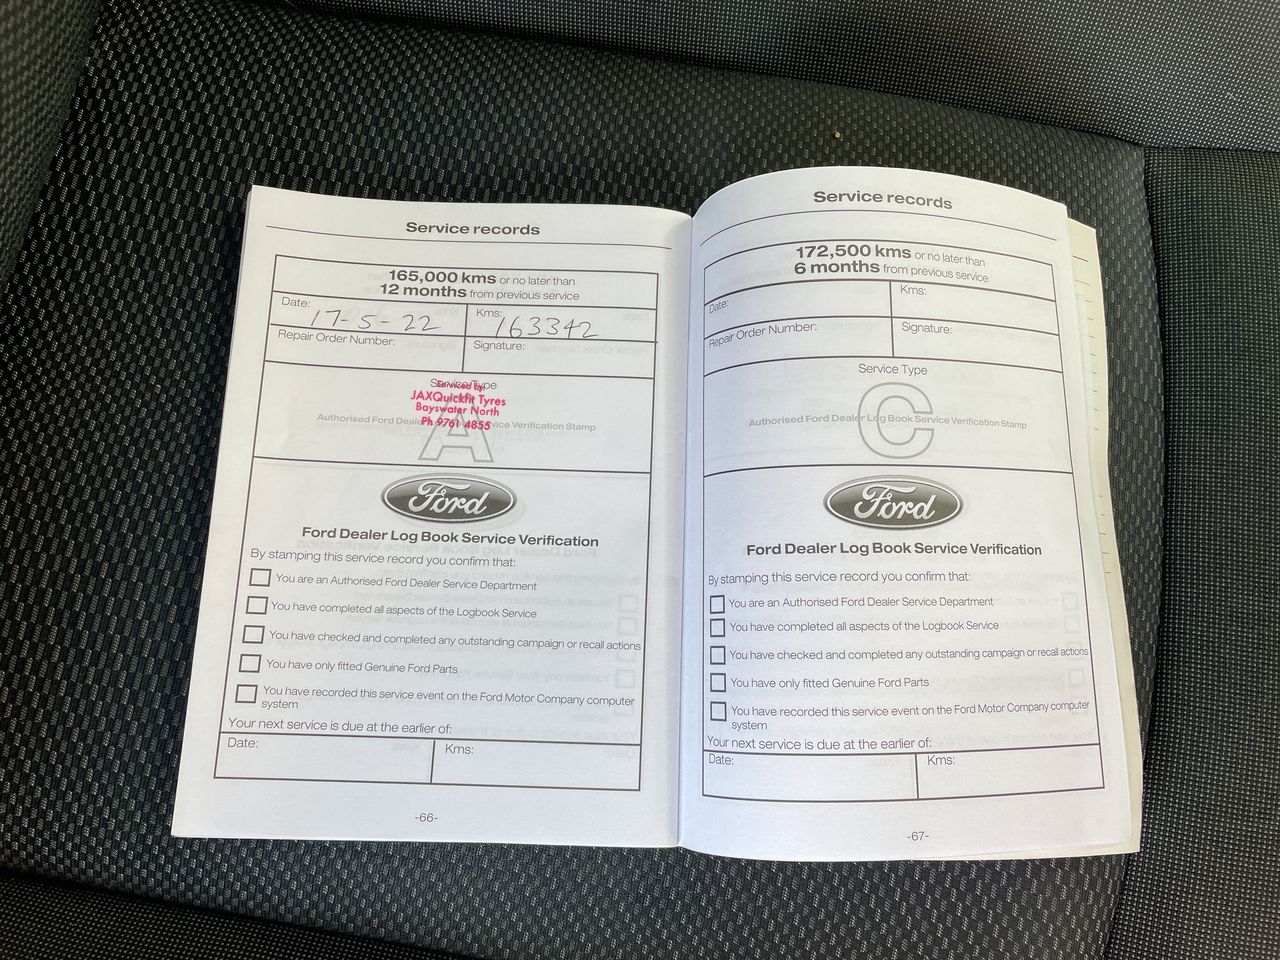 Service records
165,000 kms or no later than
12 months from previous service
Date:
17-5-22
Kms:
163342
Repair Order Number:
Signature:
Service Type
Serviced by:
JAXQuickfit Tyres
Bayswater North
Ph 9761 4855
Authorised Ford Dealer Service Verification Stamp
A
Ford
Ford Dealer Log Book Service Verification
By stamping this service record you confirm that:
You are an Authorised Ford Dealer Service Department
You have completed all aspects of the Logbook Service
You have checked and completed any outstanding campaign or recall actions
You have only fitted Genuine Ford Parts
You have recorded this service event on the Ford Motor Company computer
system
Your next service is due at the earlier of:
Date:
Kms:
-66-
Service records
172,500 kms or no later than
6 months from previous service
Date:
Kms:
Repair Order Number:
Signature:
Service Type
Authorised Ford Dealer Log Book Service Verification Stamp
C
Ford
Ford Dealer Log Book Service Verification
By stamping this service record you confirm that:
You are an Authorised Ford Dealer Service Department
You have completed all aspects of the Logbook Service
You have checked and completed any outstanding campaign or recall actions
You have only fitted Genuine Ford Parts
You have recorded this service event on the Ford Motor Company computer
system
Your next service is due at the earlier of:
Date:
Kms:
-67-